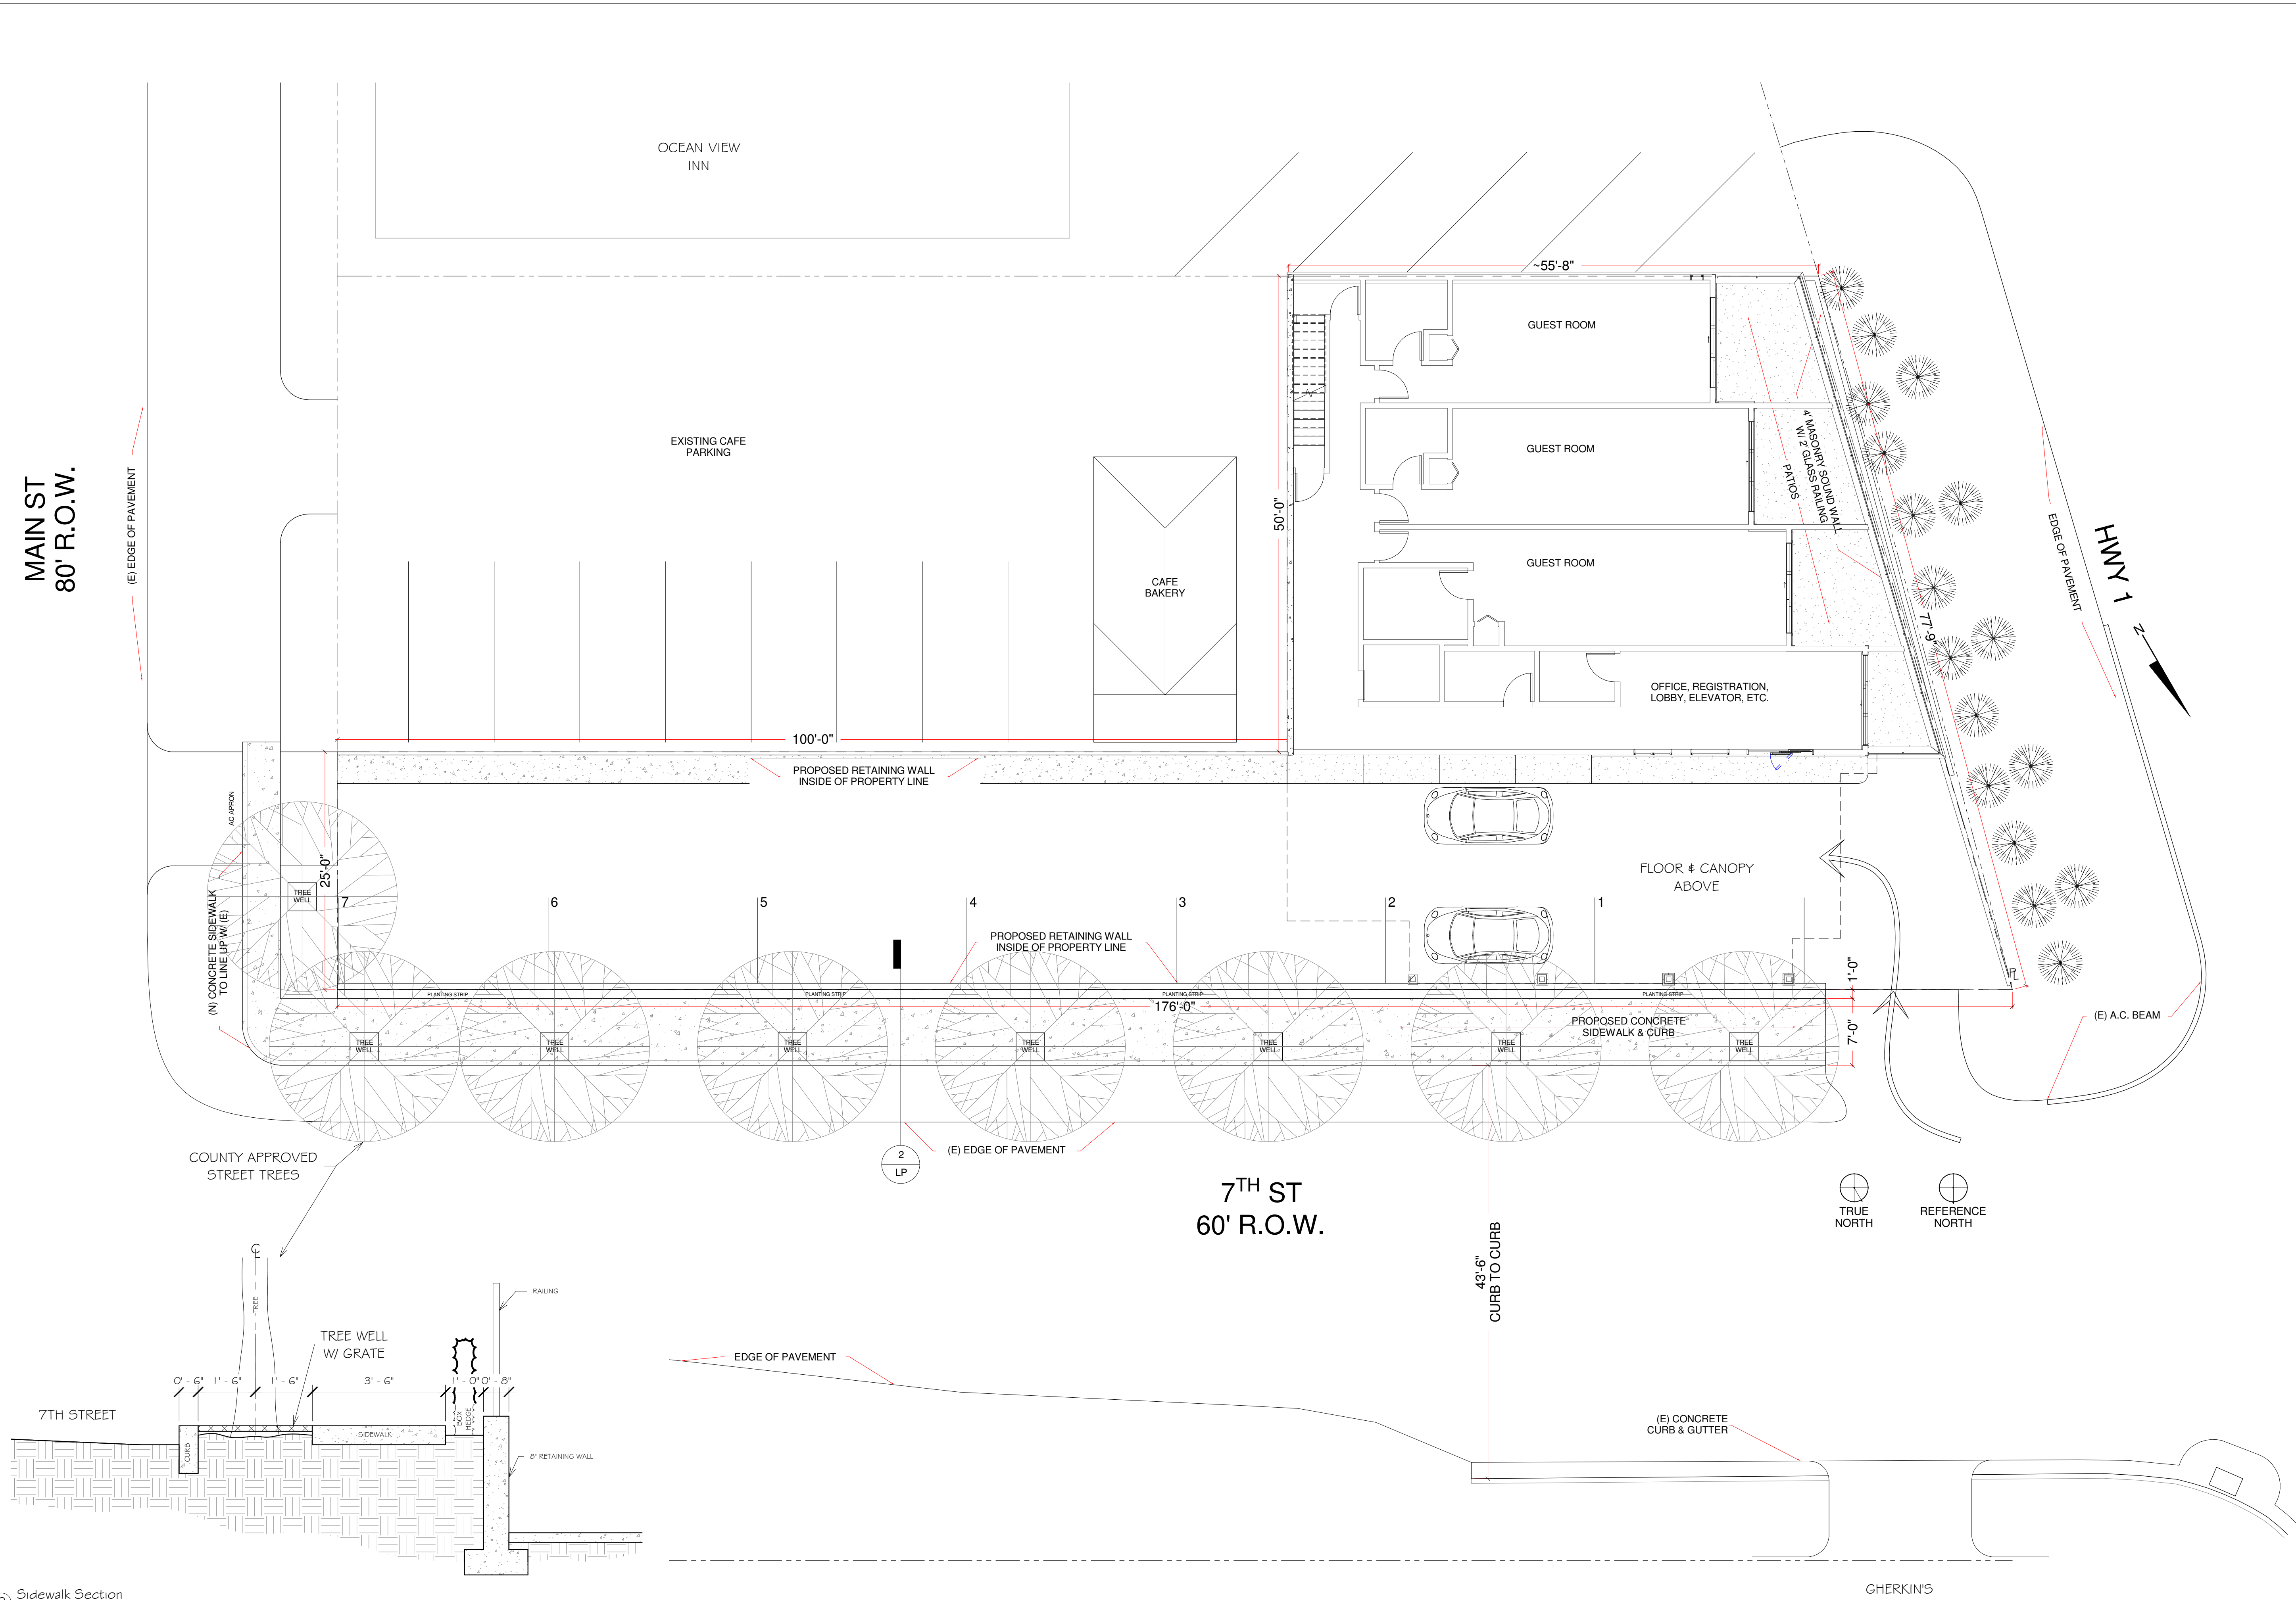 OCEAN VIEW
INN
~55'-8"
GUEST ROOM
GUEST ROOM
GUEST ROOM
4' MASONRY SOUND WALL
W/ 2' GLASS RAILING
PATIOS
EXISTING CAFE
PARKING
MAIN ST
80' R.O.W.
(E) EDGE OF PAVEMENT
50'-0"
CAFE
BAKERY
EDGE OF PAVEMENT
HWY 1
N
77'-9"
OFFICE, REGISTRATION,
LOBBY, ELEVATOR, ETC.
100'-0"
PROPOSED RETAINING WALL
INSIDE OF PROPERTY LINE
AC APRON
25'-0"
(N) CONCRETE SIDEWALK
TO LINE UP W/ (E)
TREE
WELL
FLOOR & CANOPY
ABOVE
7
6
5
4
3
2
1
PROPOSED RETAINING WALL
INSIDE OF PROPERTY LINE
PL
1'-0"
PLANTING STRIP
PLANTING STRIP
PLANTING STRIP
PLANTING STRIP
176'-0"
PROPOSED CONCRETE
SIDEWALK & CURB
7'-0"
(E) A.C. BEAM
TREE
WELL
TREE
WELL
TREE
WELL
TREE
WELL
TREE
WELL
TREE
WELL
TREE
WELL
COUNTY APPROVED
STREET TREES
2
LP
(E) EDGE OF PAVEMENT
7TH ST
60' R.O.W.
43'-6"
CURB TO CURB
TRUE
NORTH
REFERENCE
NORTH
CL
TREE
RAILING
TREE WELL
W/ GRATE
0' - 6"
1' - 6"
1' - 6"
3' - 6"
1' - 0"
0' - 8"
7TH STREET
CURB
SIDEWALK
BOX
HEDGE
8" RETAINING WALL
EDGE OF PAVEMENT
(E) CONCRETE
CURB & GUTTER
Sidewalk Section
GHERKIN'S